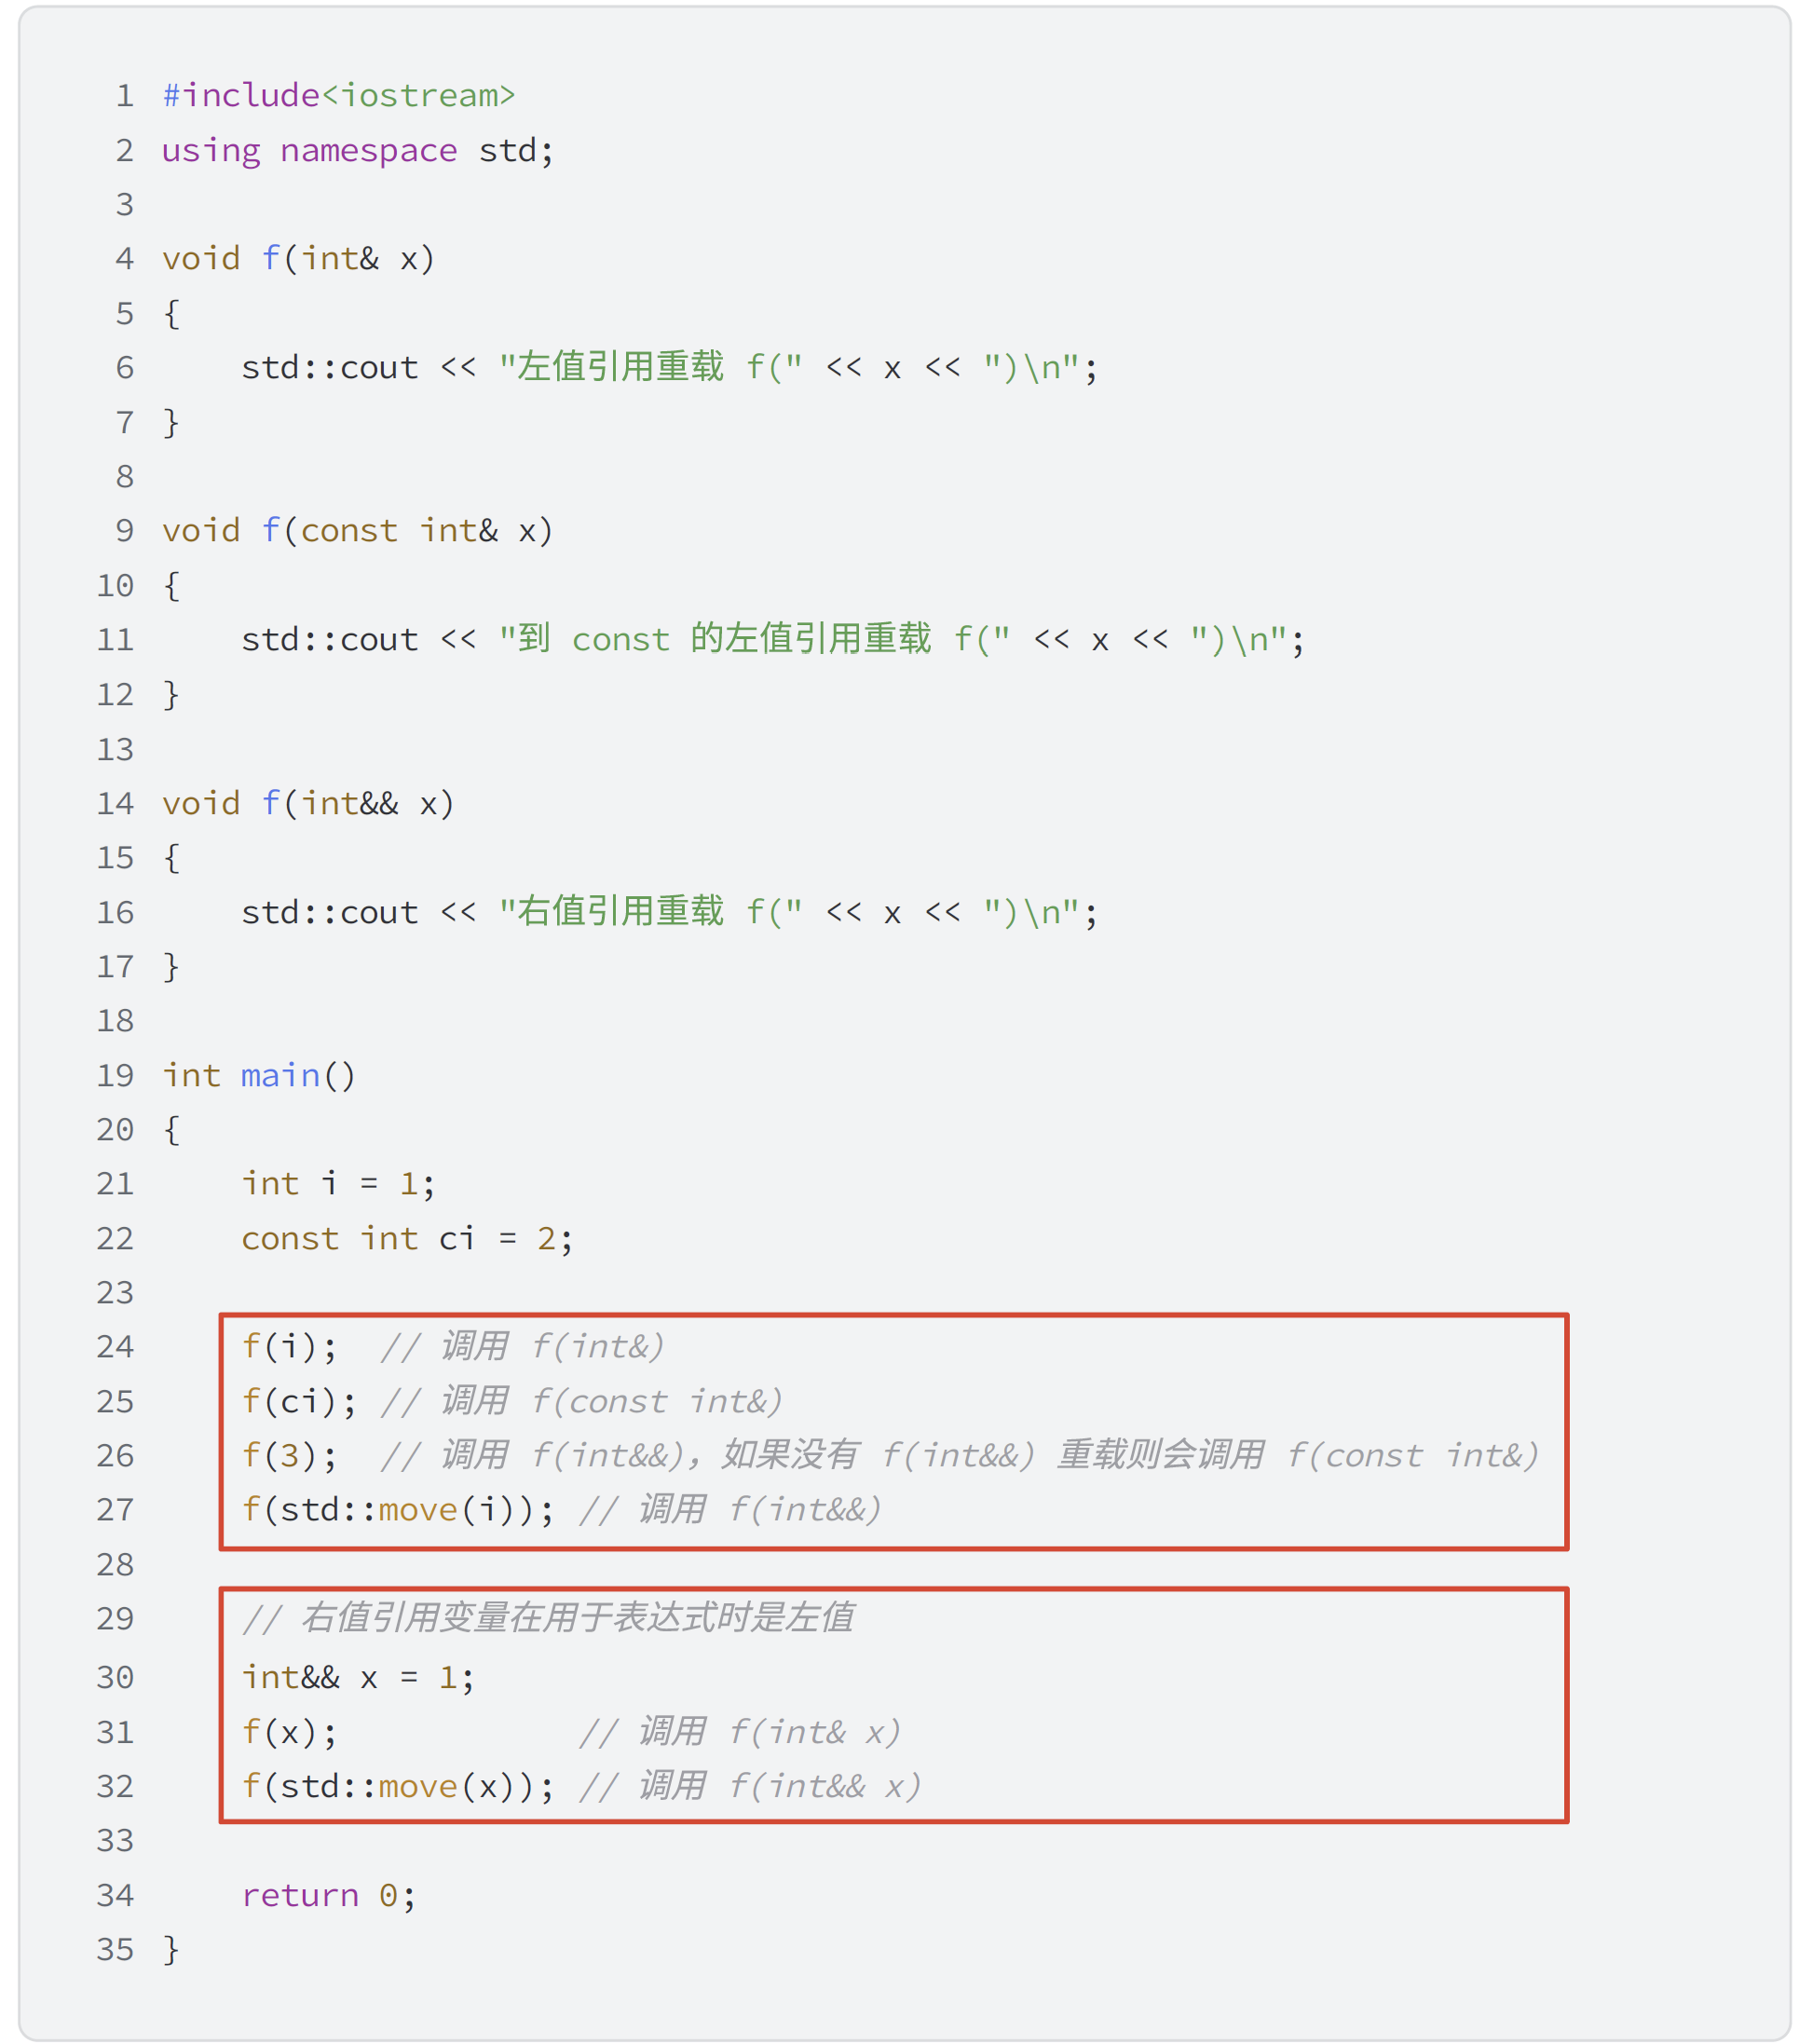 1 #include<iostream>
2 using namespace std;
3
4 void f(int& x)
5 {
6     std::cout << "左值引用重载 f(" << x << ")\n";
7 }
8
9 void f(const int& x)
10 {
11     std::cout << "到 const 的左值引用重载 f(" << x << ")\n";
12 }
13
14 void f(int&& x)
15 {
16     std::cout << "右值引用重载 f(" << x << ")\n";
17 }
18
19 int main()
20 {
21     int i = 1;
22     const int ci = 2;
23
24     f(i);  // 调用 f(int&)
25     f(ci); // 调用 f(const int&)
26     f(3);  // 调用 f(int&&)，如果没有 f(int&&) 重载则会调用 f(const int&)
27     f(std::move(i)); // 调用 f(int&&)
28
29     // 右值引用变量在用于表达式时是左值
30     int&& x = 1;
31     f(x);            // 调用 f(int& x)
32     f(std::move(x)); // 调用 f(int&& x)
33
34     return 0;
35 }